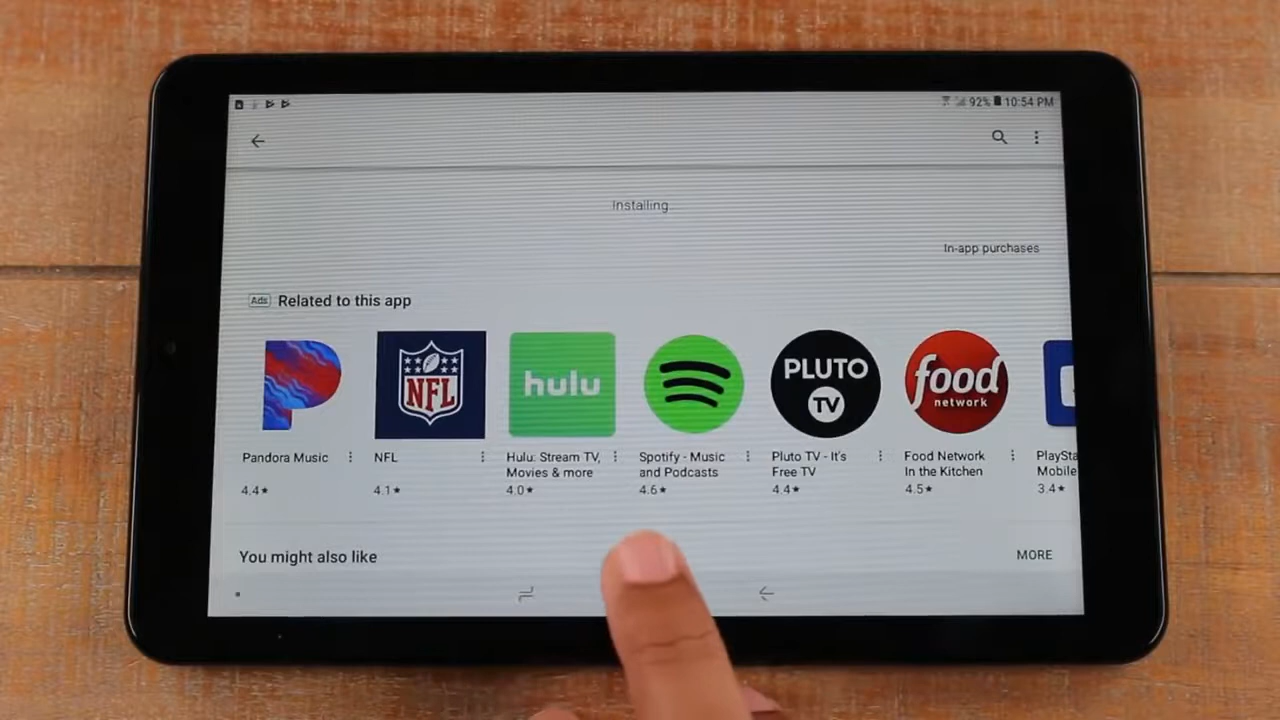 92% 10:54 PM
Installing..
In-app purchases
Ads Related to this app
NFL
hulu
PLUTO
TV
food
network
Pandora Music
4.4★
NFL
4.1★
Hulu: Stream TV,
Movies & more
4.0★
Spotify - Music
and Podcasts
4.6★
Pluto TV - It's
Free TV
4.4★
Food Network
In the Kitchen
4.5★
PlaySta
Mobile
3.4★
You might also like
MORE